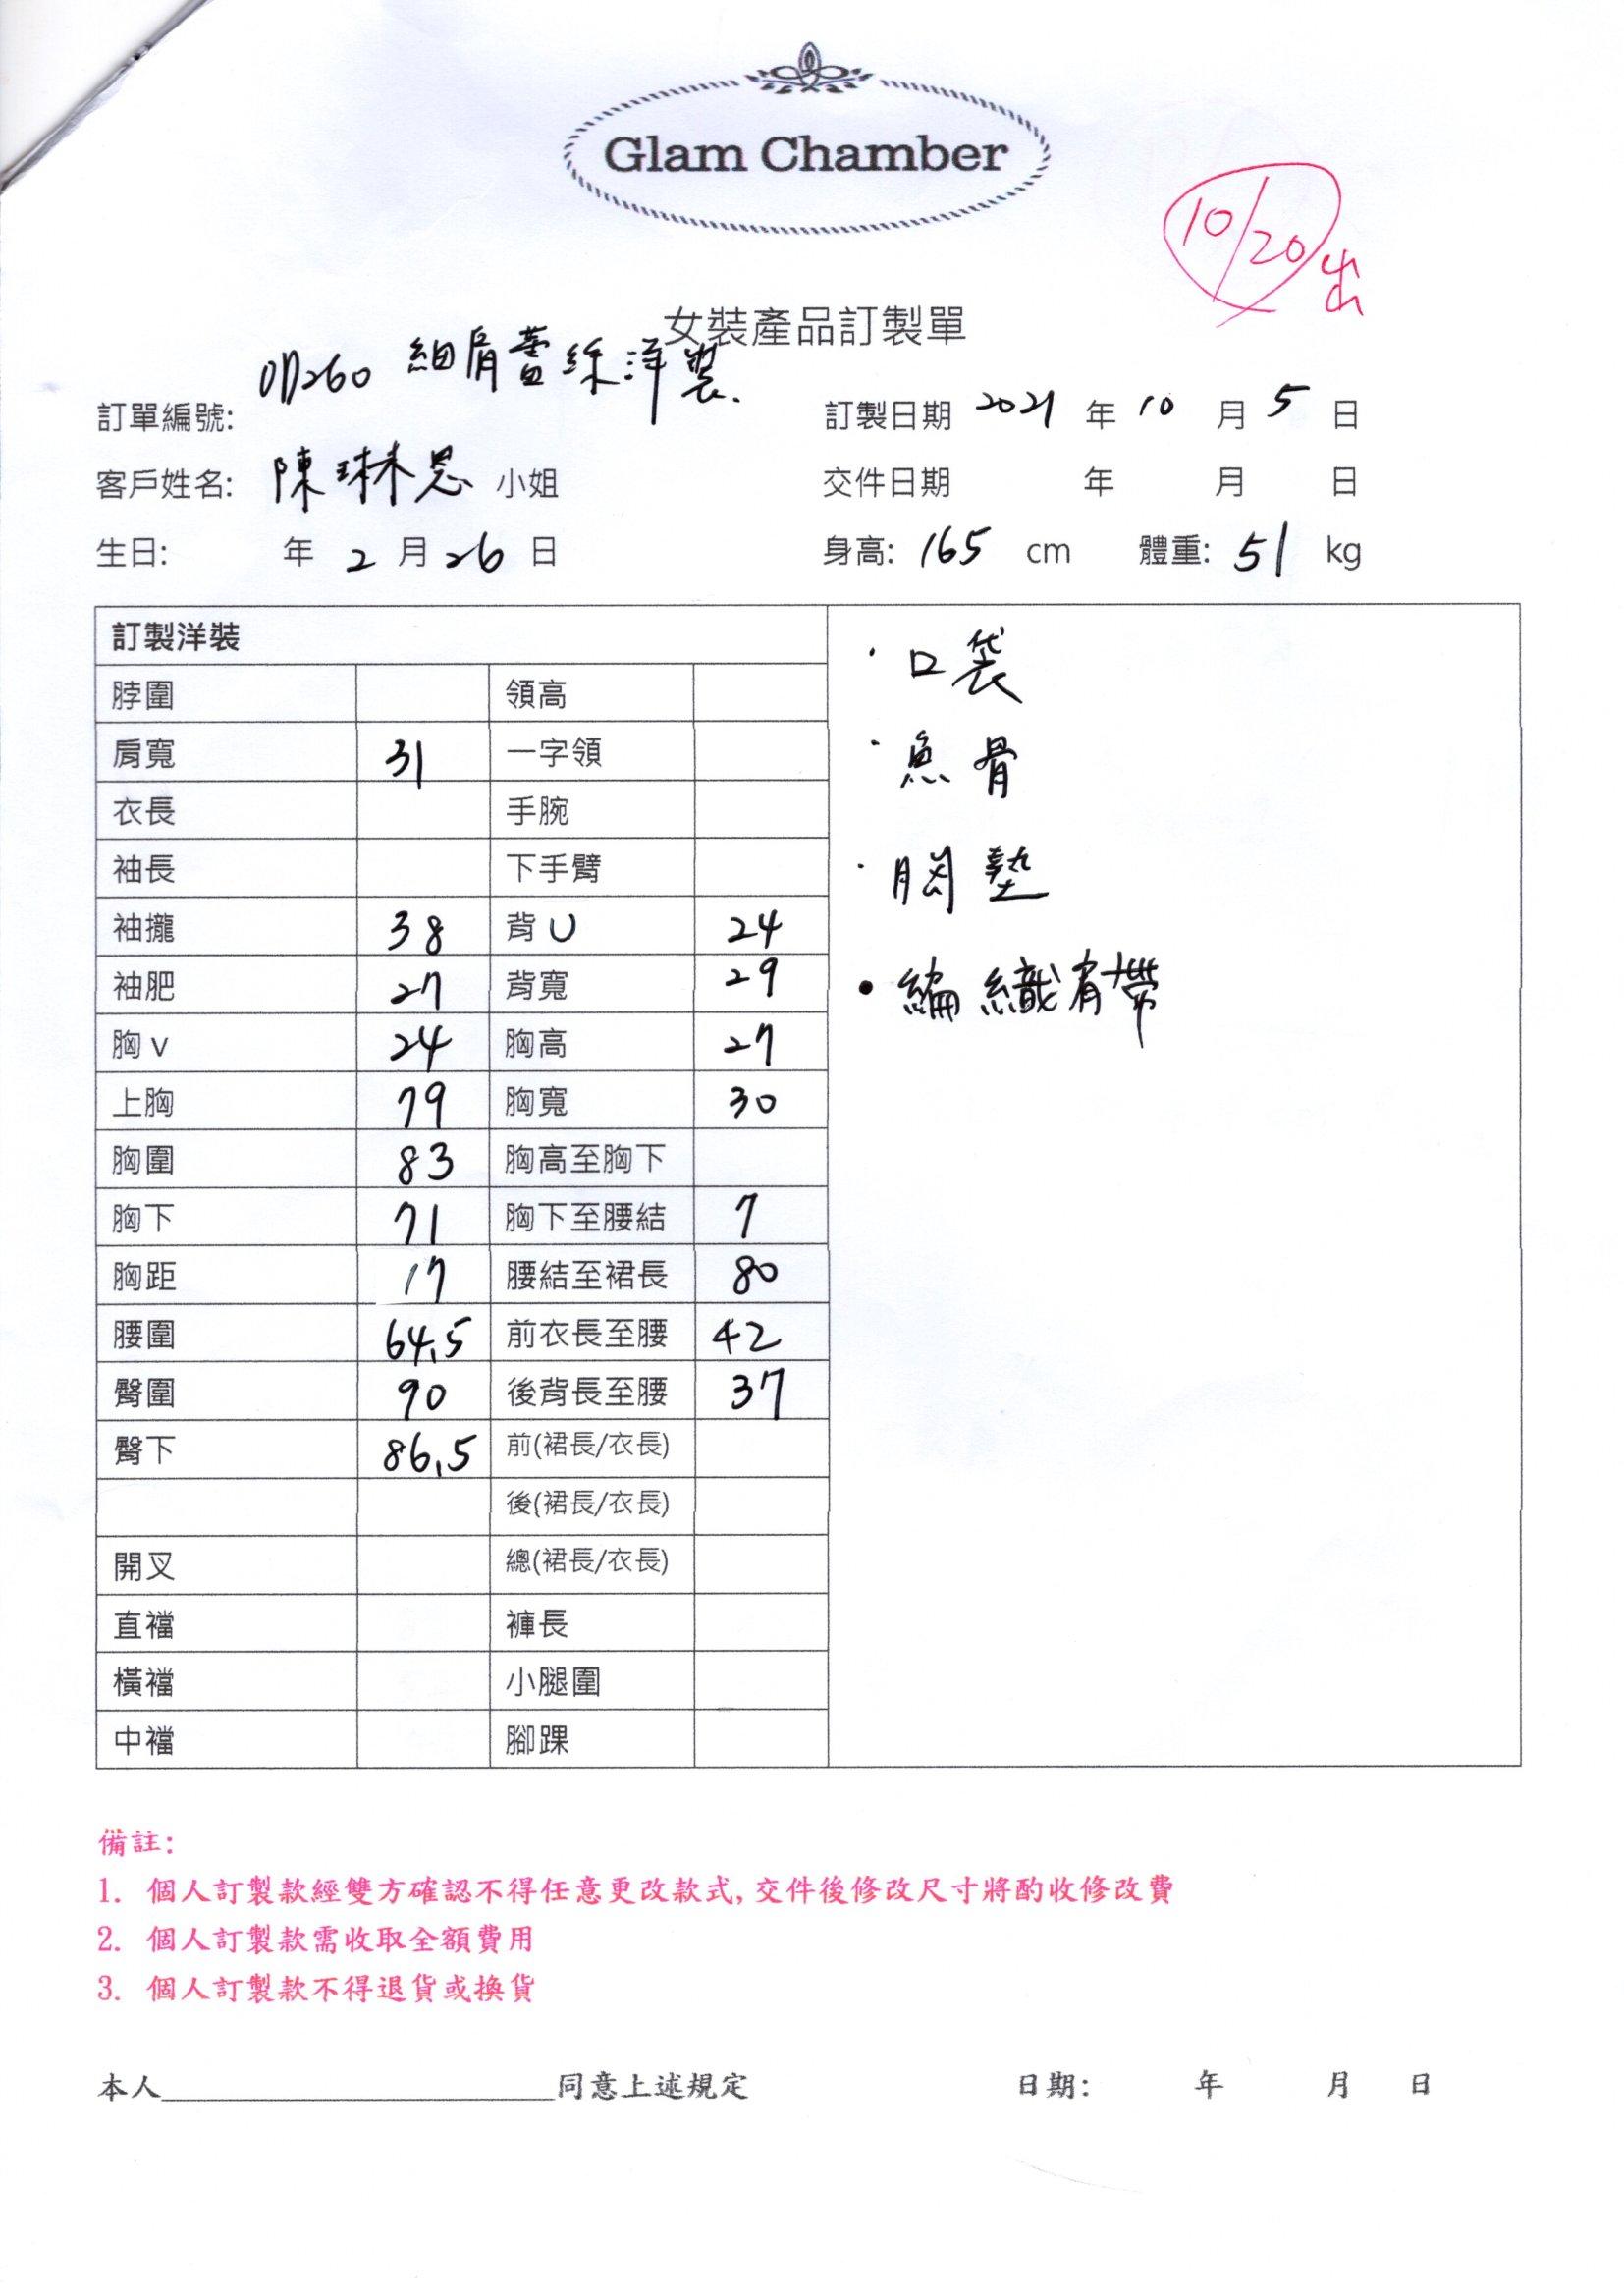 Glam Chamber
10/20 出
女裝產品訂製單
細肩蕾絲洋裝.
訂單編號: 訂製日期 2021 年 10 月 5 日
客戶姓名: 陳琳恩 小姐 交件日期 年 月 日
生日: 年 2 月 26 日 身高: 165 cm 體重: 51 kg
訂製洋裝
脖圍 領高
肩寬 31 一字領
衣長 手腕
袖長 下手臂
袖攏 38 背U 24
袖肥 27 背寬 29
胸v 24 胸高 27
上胸 79 胸寬 30
胸圍 83 胸高至胸下
胸下 71 胸下至腰結 7
胸距 17 腰結至裙長 80
腰圍 64.5 前衣長至腰 42
臀圍 90 後背長至腰 37
臀下 86.5 前(裙長/衣長)
後(裙長/衣長)
開叉 總(裙長/衣長)
直襠 褲長
橫襠 小腿圍
中襠 腳踝
· 口袋
· 魚骨
· 胸墊
• 編織肩帶
備註:
1. 個人訂製款經雙方確認不得任意更改款式,交件後修改尺寸將酌收修改費
2. 個人訂製款需收取全額費用
3. 個人訂製款不得退貨或換貨
本人____________同意上述規定 日期: 年 月 日